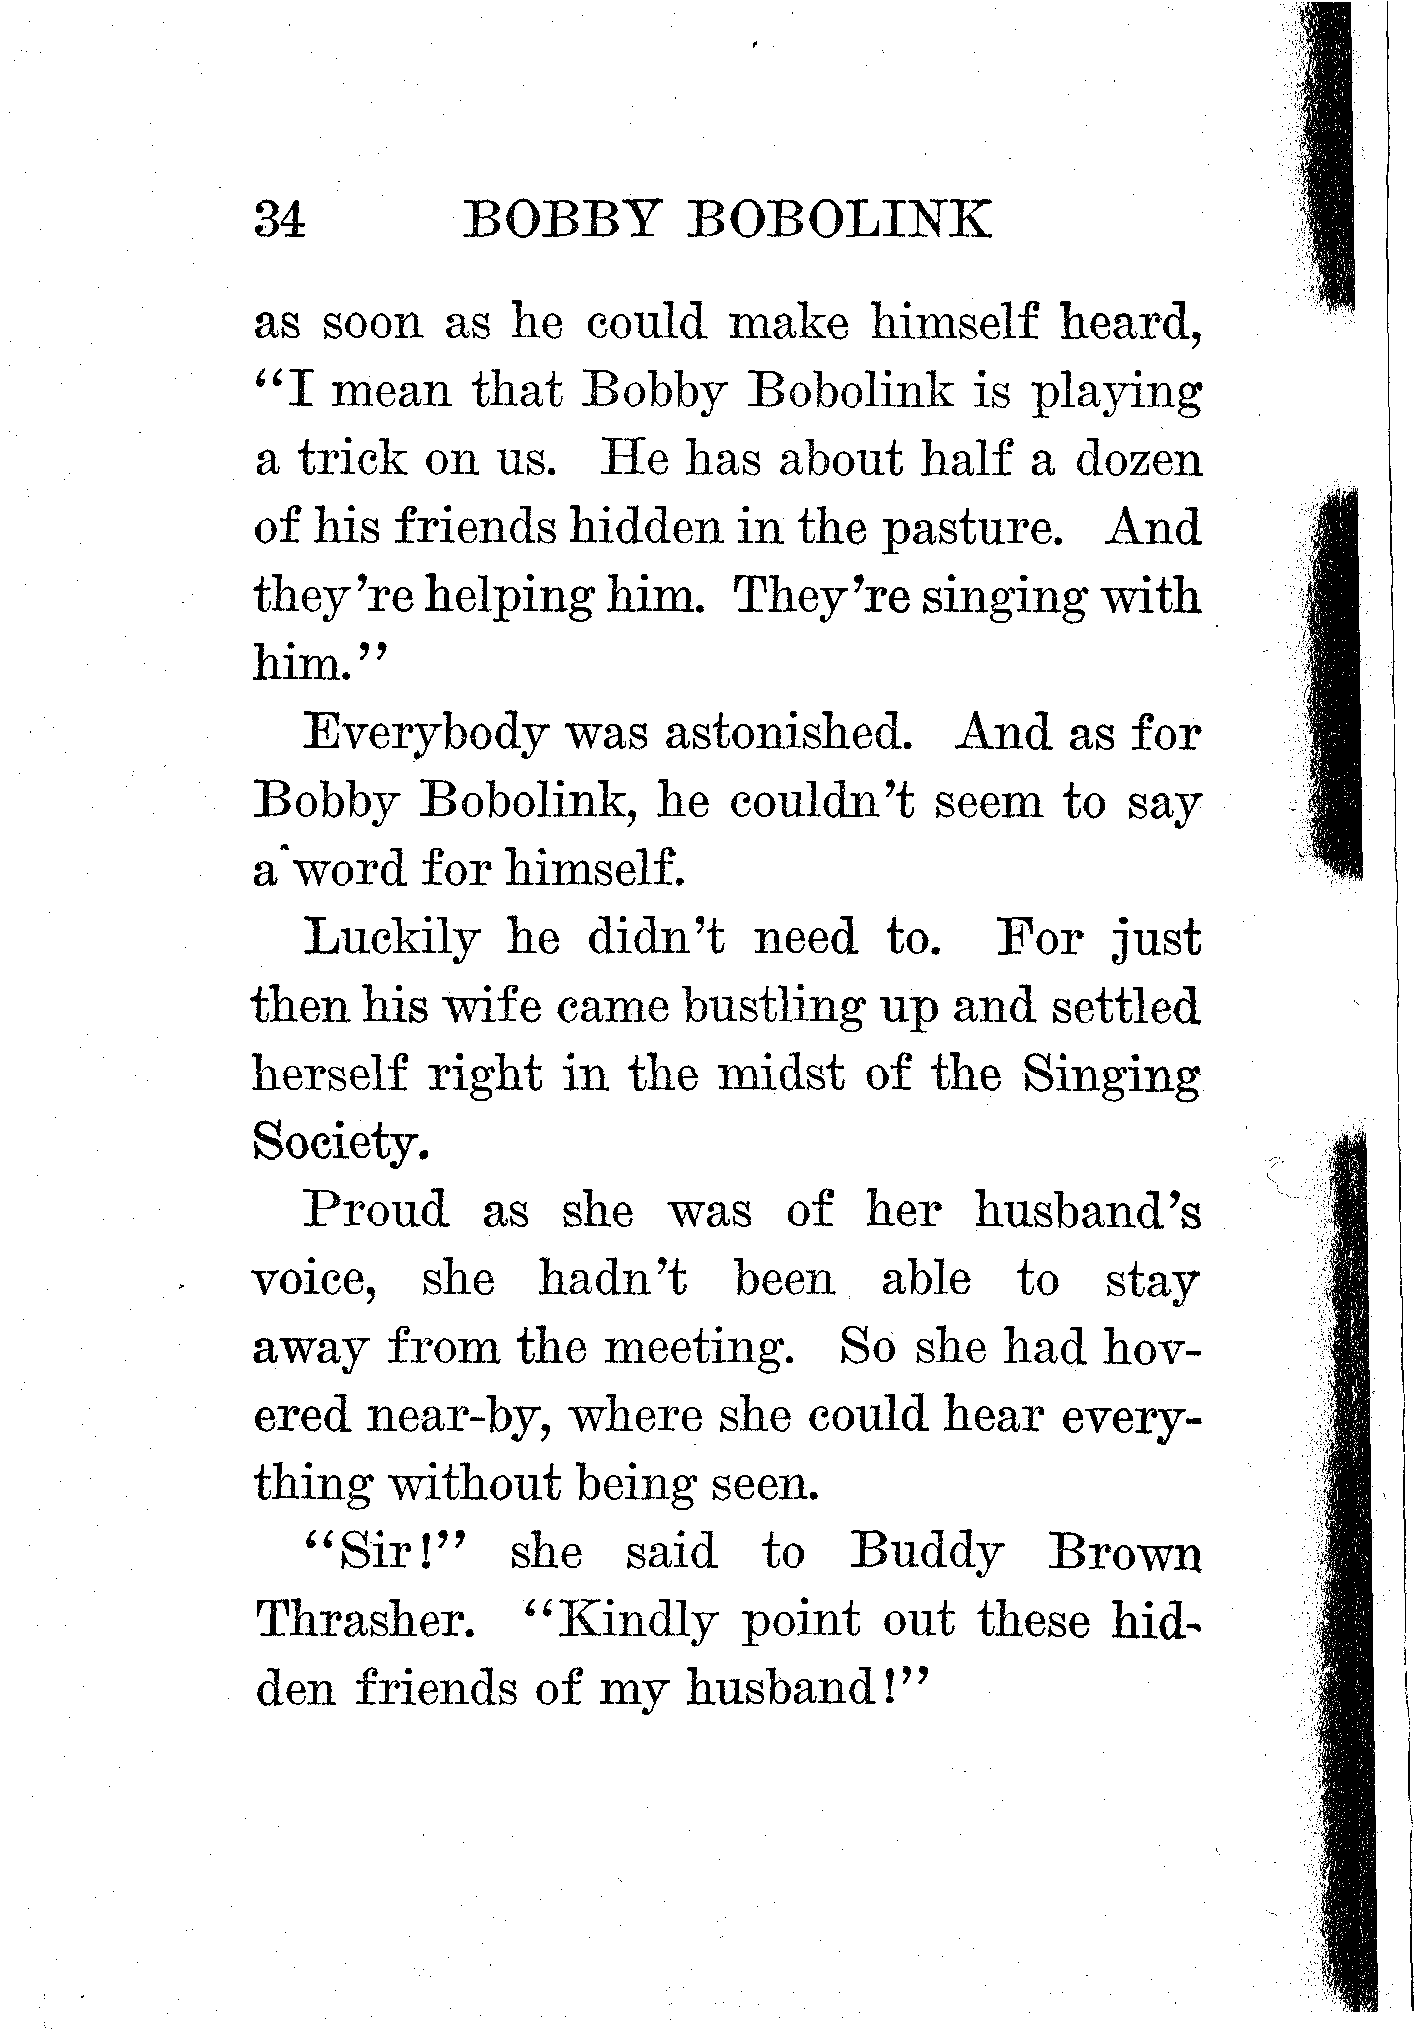 34 BOBBY BOBOLINK
as soon as he could make himself heard,
“I mean that Bobby Bobolink is playing
a trick on us. He has about half a dozen
of his friends hidden in the pasture. And
they’re helping him. They’re singing with
him.”
Everybody was astonished. And as for
Bobby Bobolink, he couldn’t seem to say
a word for himself.
Luckily he didn’t need to. For just
then his wife came bustling up and settled
herself right in the midst of the Singing
Society.
Proud as she was of her husband’s
voice, she hadn’t been able to stay
away from the meeting. So she had hov-
ered near-by, where she could hear every-
thing without being seen.
“Sir!” she said to Buddy Brown
Thrasher. “Kindly point out these hid-
den friends of my husband!”